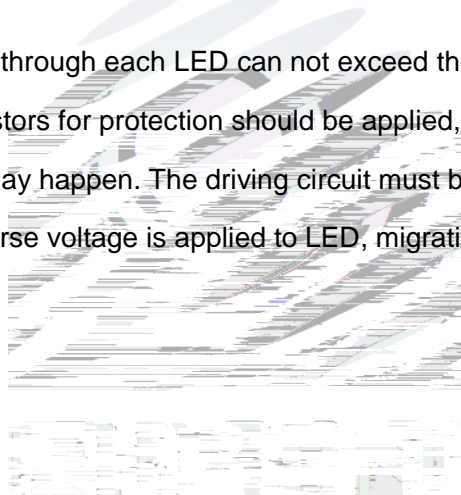 through each LED can not exceed th
stors for protection should be applied,
ay happen. The driving circuit must b
rse voltage is applied to LED, migrati